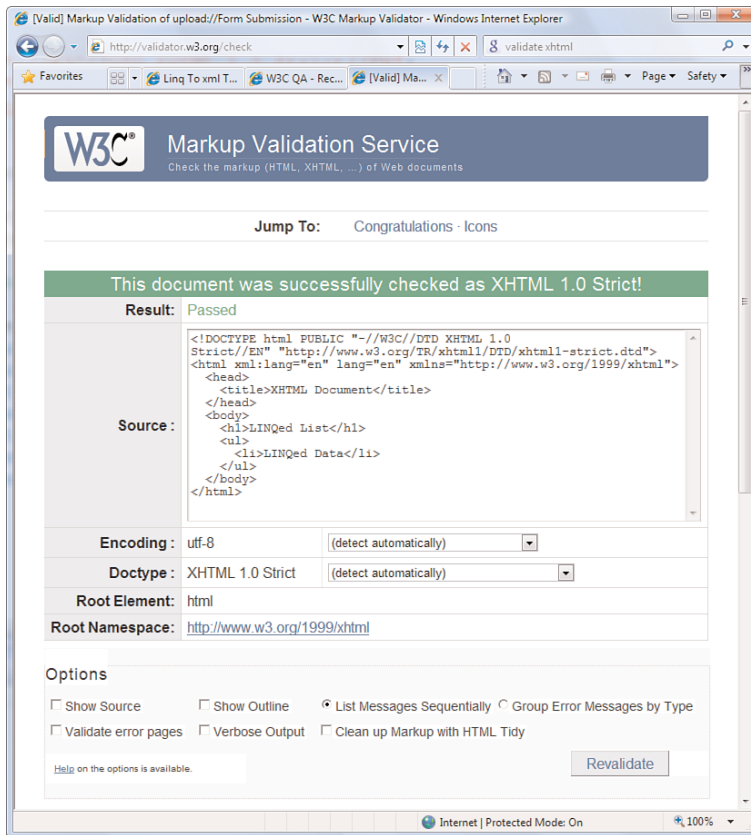 [Valid] Markup Validation of upload://Form Submission - W3C Markup Validator - Windows Internet Explorer
http://validator.w3.org/check
validate xhtml
Favorites
Linq To xml T...
W3C QA - Rec...
[Valid] Ma...
Page
Safety
W3C®
Markup Validation Service
Check the markup (HTML, XHTML, ...) of Web documents
Jump To: Congratulations · Icons
This document was successfully checked as XHTML 1.0 Strict!
Result: Passed
Source :
<!DOCTYPE html PUBLIC "-//W3C//DTD XHTML 1.0
Strict//EN" "http://www.w3.org/TR/xhtml1/DTD/xhtml1-strict.dtd">
<html xml:lang="en" lang="en" xmlns="http://www.w3.org/1999/xhtml">
<head>
<title>XHTML Document</title>
</head>
<body>
<h1>LINQed List</h1>
<ul>
<li>LINQed Data</li>
</ul>
</body>
</html>
Encoding : utf-8 (detect automatically)
Doctype : XHTML 1.0 Strict (detect automatically)
Root Element: html
Root Namespace: http://www.w3.org/1999/xhtml
Options
Show Source Show Outline List Messages Sequentially Group Error Messages by Type
Validate error pages Verbose Output Clean up Markup with HTML Tidy
Help on the options is available.
Revalidate
Internet | Protected Mode: On
100%